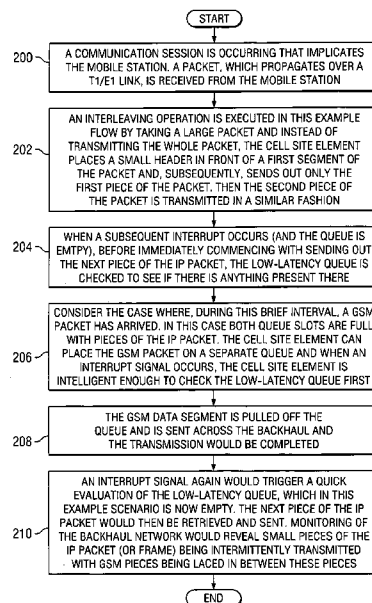 START
200
A COMMUNICATION SESSION IS OCCURRING THAT IMPLICATES
THE MOBILE STATION. A PACKET, WHICH PROPAGATES OVER A
T1/E1 LINK, IS RECEIVED FROM THE MOBILE STATION
202
AN INTERLEAVING OPERATION IS EXECUTED IN THIS EXAMPLE
FLOW BY TAKING A LARGE PACKET AND INSTEAD OF
TRANSMITTING THE WHOLE PACKET, THE CELL SITE ELEMENT
PLACES A SMALL HEADER IN FRONT OF A FIRST SEGMENT OF
THE PACKET AND, SUBSEQUENTLY, SENDS OUT ONLY THE
FIRST PIECE OF THE PACKET. THEN THE SECOND PIECE OF
THE PACKET IS TRANSMITTED IN A SIMILAR FASHION
204
WHEN A SUBSEQUENT INTERRUPT OCCURS (AND THE QUEUE IS
EMTPY), BEFORE IMMEDIATELY COMMENCING WITH SENDING OUT
THE NEXT PIECE OF THE IP PACKET, THE LOW-LATENCY QUEUE IS
CHECKED TO SEE IF THERE IS ANYTHING PRESENT THERE
206
CONSIDER THE CASE WHERE, DURING THIS BRIEF INTERVAL, A GSM
PACKET HAS ARRIVED. IN THIS CASE BOTH QUEUE SLOTS ARE FULL
WITH PIECES OF THE IP PACKET. THE CELL SITE ELEMENT CAN
PLACE THE GSM PACKET ON A SEPARATE QUEUE AND WHEN AN
INTERRUPT SIGNAL OCCURS, THE CELL SITE ELEMENT IS
INTELLIGENT ENOUGH TO CHECK THE LOW-LATENCY QUEUE FIRST
208
THE GSM DATA SEGMENT IS PULLED OFF THE
QUEUE AND IS SENT ACROSS THE BACKHAUL AND
THE TRANSMISSION WOULD BE COMPLETED
210
AN INTERRUPT SIGNAL AGAIN WOULD TRIGGER A QUICK
EVALUATION OF THE LOW-LATENCY QUEUE, WHICH IN THIS
EXAMPLE SCENARIO IS NOW EMPTY. THE NEXT PIECE OF THE IP
PACKET WOULD THEN BE RETRIEVED AND SENT. MONITORING OF
THE BACKHAUL NETWORK WOULD REVEAL SMALL PIECES OF THE
IP PACKET (OR FRAME) BEING INTERMITTENTLY TRANSMITTED
WITH GSM PIECES BEING LACED IN BETWEEN THESE PIECES
END